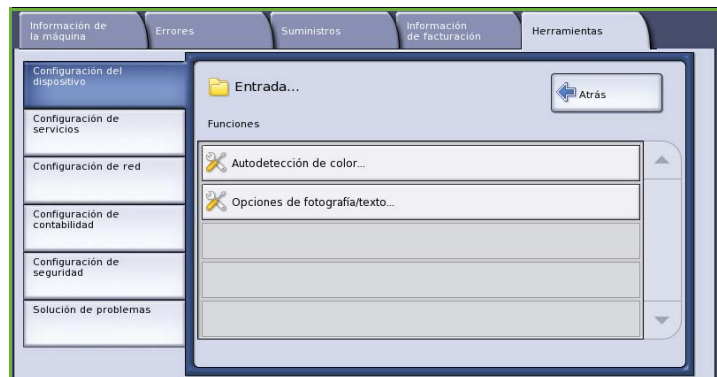 Información de
la máquina
Errores
Suministros
Información
de facturación
Herramientas
Configuración del
dispositivo
Configuración de
servicios
Configuración de red
Configuración de
contabilidad
Configuración de
seguridad
Solución de problemas
Entrada...
Atrás
Funciones
Autodetección de color...
Opciones de fotografía/texto...